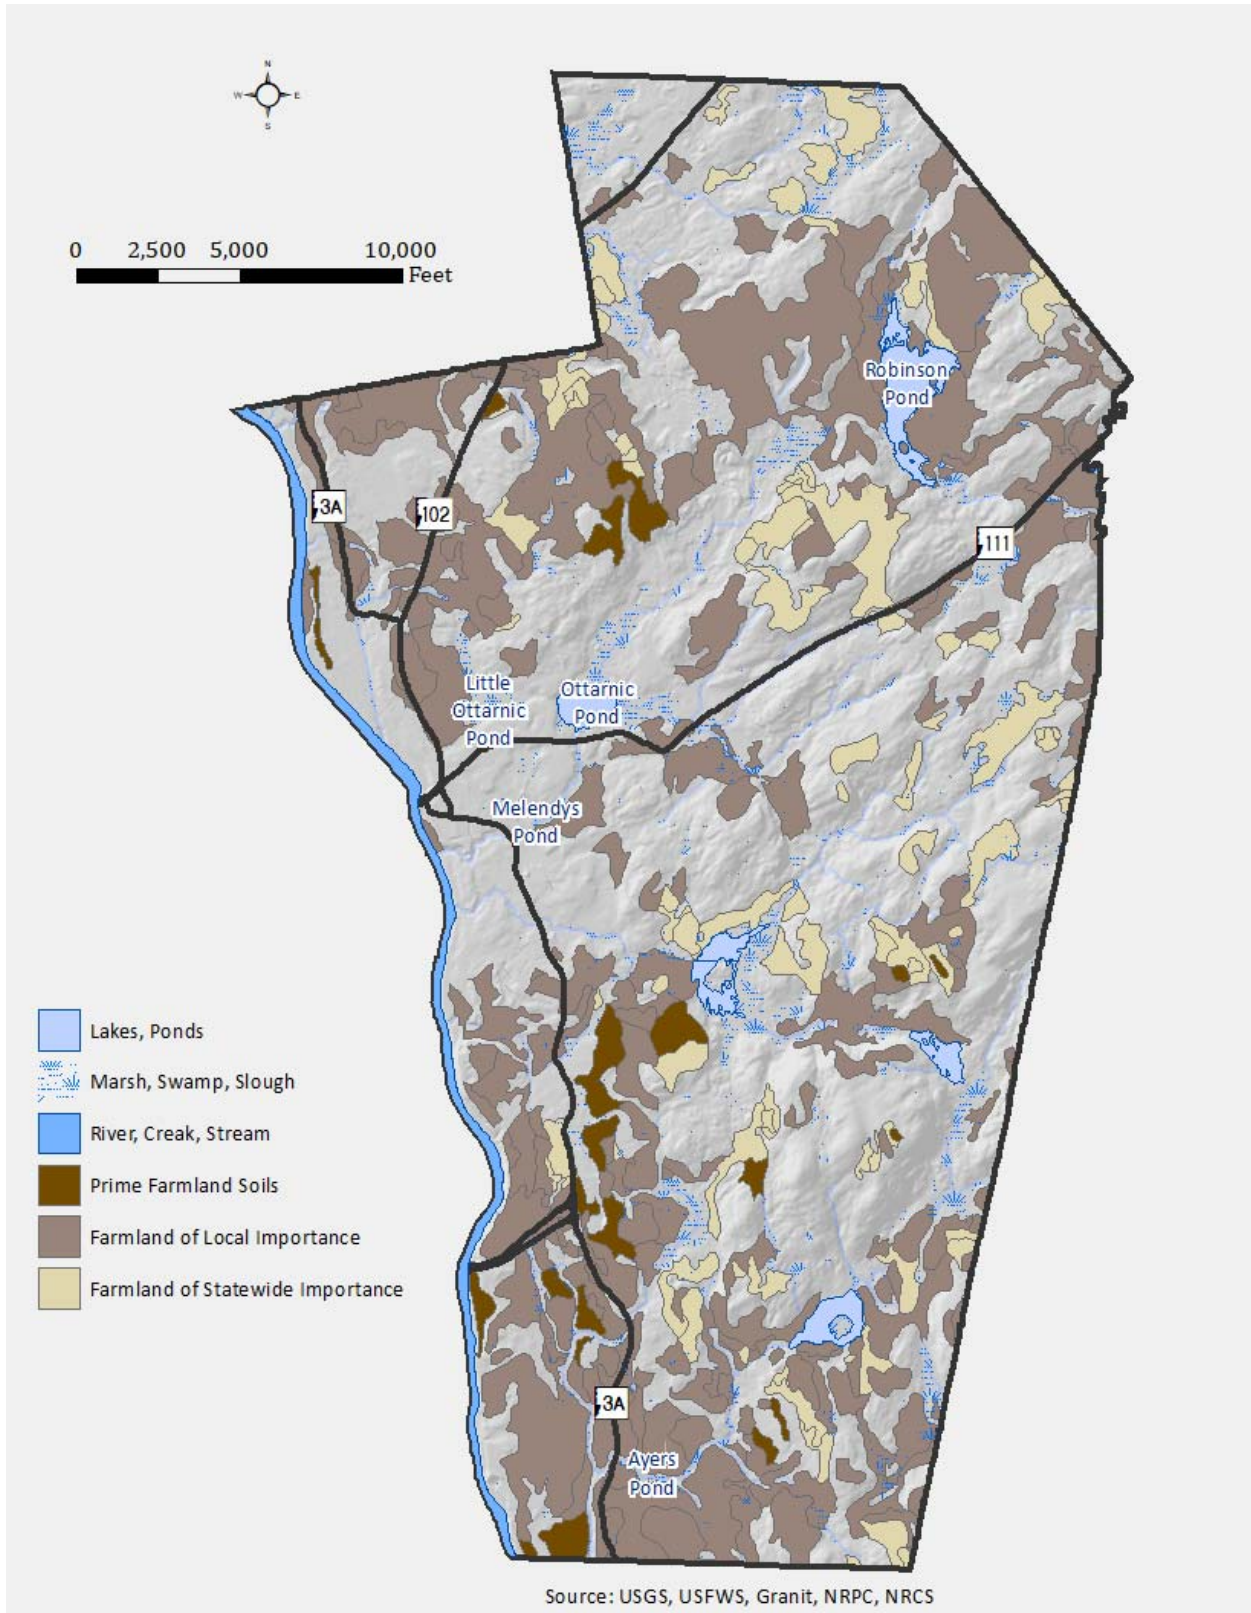 N
W E
S
0 2,500 5,000 10,000
Feet
Robinson
Pond
3A
102
111
Little
Ottarnic
Pond
Ottarnic
Pond
Melendys
Pond
Lakes, Ponds
Marsh, Swamp, Slough
River, Creak, Stream
Prime Farmland Soils
Farmland of Local Importance
Farmland of Statewide Importance
3A
Ayers
Pond
Source: USGS, USFWS, Granit, NRPC, NRCS